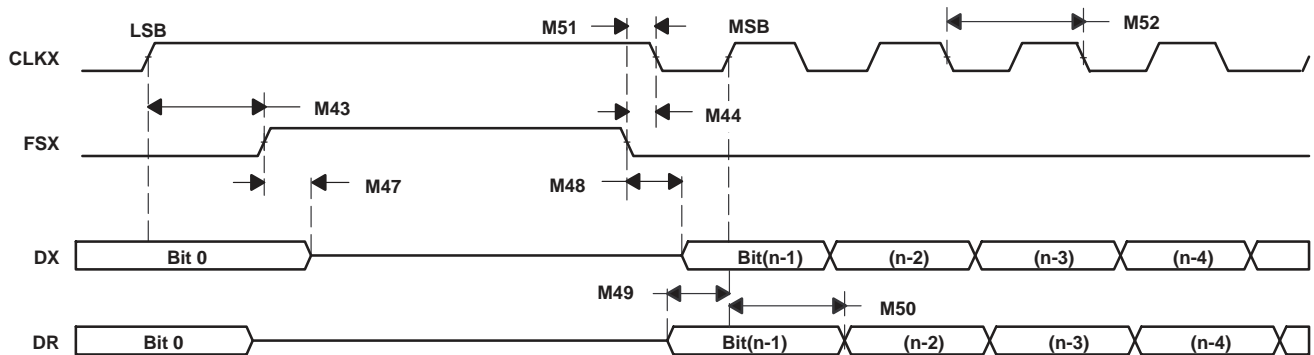 LSB M51 MSB M52
CLKX
M43 M44
FSX
M47 M48
DX Bit 0 Bit(n-1) (n-2) (n-3) (n-4)
M49 M50
DR Bit 0 Bit(n-1) (n-2) (n-3) (n-4)